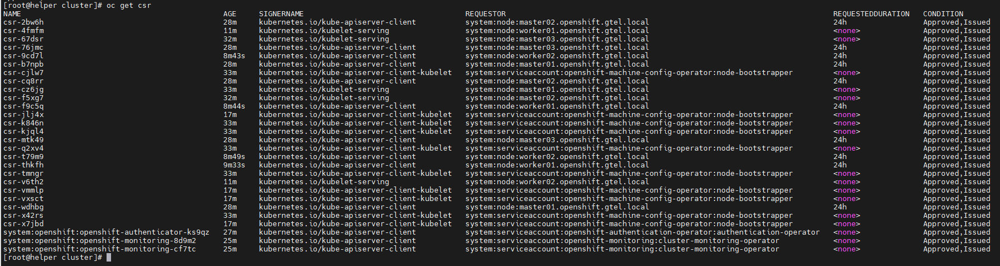 [root@helper cluster]# oc get csr
NAME AGE SIGNERNAME REQUESTOR REQUESTEDDURATION CONDITION
csr-2bw6h 28m kubernetes.io/kube-apiserver-client system:node:master02.openshift.gtel.local 24h Approved,Issued
csr-4fmfm 11m kubernetes.io/kubelet-serving system:node:worker01.openshift.gtel.local <none> Approved,Issued
csr-67dsr 32m kubernetes.io/kubelet-serving system:node:master03.openshift.gtel.local <none> Approved,Issued
csr-76jmc 28m kubernetes.io/kube-apiserver-client system:node:master03.openshift.gtel.local 24h Approved,Issued
csr-9cd7l 8m43s kubernetes.io/kube-apiserver-client system:node:worker02.openshift.gtel.local 24h Approved,Issued
csr-b7npb 28m kubernetes.io/kube-apiserver-client system:node:master01.openshift.gtel.local 24h Approved,Issued
csr-cjlw7 33m kubernetes.io/kube-apiserver-client-kubelet system:serviceaccount:openshift-machine-config-operator:node-bootstrapper <none> Approved,Issued
csr-cq8rr 28m kubernetes.io/kube-apiserver-client system:node:master02.openshift.gtel.local 24h Approved,Issued
csr-cz6jg 33m kubernetes.io/kubelet-serving system:node:master01.openshift.gtel.local <none> Approved,Issued
csr-f5xg7 32m kubernetes.io/kubelet-serving system:node:master02.openshift.gtel.local <none> Approved,Issued
csr-f9c5q 8m44s kubernetes.io/kube-apiserver-client system:node:worker01.openshift.gtel.local 24h Approved,Issued
csr-jlj4x 17m kubernetes.io/kube-apiserver-client-kubelet system:serviceaccount:openshift-machine-config-operator:node-bootstrapper <none> Approved,Issued
csr-k846n 33m kubernetes.io/kube-apiserver-client-kubelet system:serviceaccount:openshift-machine-config-operator:node-bootstrapper <none> Approved,Issued
csr-kjql4 33m kubernetes.io/kube-apiserver-client-kubelet system:serviceaccount:openshift-machine-config-operator:node-bootstrapper <none> Approved,Issued
csr-mtk49 28m kubernetes.io/kube-apiserver-client system:node:master03.openshift.gtel.local 24h Approved,Issued
csr-q2xv4 33m kubernetes.io/kube-apiserver-client-kubelet system:serviceaccount:openshift-machine-config-operator:node-bootstrapper <none> Approved,Issued
csr-t79m9 8m49s kubernetes.io/kube-apiserver-client system:node:worker02.openshift.gtel.local 24h Approved,Issued
csr-thkfh 9m33s kubernetes.io/kube-apiserver-client system:node:worker01.openshift.gtel.local 24h Approved,Issued
csr-tmngr 33m kubernetes.io/kube-apiserver-client-kubelet system:serviceaccount:openshift-machine-config-operator:node-bootstrapper <none> Approved,Issued
csr-v6th2 11m kubernetes.io/kubelet-serving system:node:worker02.openshift.gtel.local <none> Approved,Issued
csr-vmmlp 17m kubernetes.io/kube-apiserver-client-kubelet system:serviceaccount:openshift-machine-config-operator:node-bootstrapper <none> Approved,Issued
csr-vxsct 17m kubernetes.io/kube-apiserver-client-kubelet system:serviceaccount:openshift-machine-config-operator:node-bootstrapper <none> Approved,Issued
csr-wdhbg 28m kubernetes.io/kube-apiserver-client system:node:master01.openshift.gtel.local 24h Approved,Issued
csr-x42rs 33m kubernetes.io/kube-apiserver-client-kubelet system:serviceaccount:openshift-machine-config-operator:node-bootstrapper <none> Approved,Issued
csr-x7jbd 17m kubernetes.io/kube-apiserver-client-kubelet system:serviceaccount:openshift-machine-config-operator:node-bootstrapper <none> Approved,Issued
system:openshift:openshift-authenticator-ks9qz 27m kubernetes.io/kube-apiserver-client system:serviceaccount:openshift-authentication-operator:authentication-operator <none> Approved,Issued
system:openshift:openshift-monitoring-8d9m2 25m kubernetes.io/kube-apiserver-client system:serviceaccount:openshift-monitoring:cluster-monitoring-operator <none> Approved,Issued
system:openshift:openshift-monitoring-cf7tc 25m kubernetes.io/kube-apiserver-client system:serviceaccount:openshift-monitoring:cluster-monitoring-operator <none> Approved,Issued
[root@helper cluster]#